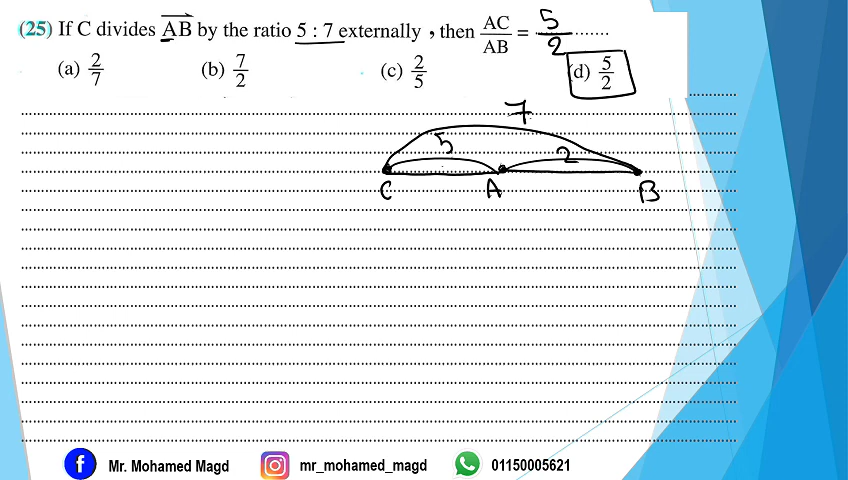 (25) If C divides AB by the ratio 5 : 7 externally , then AC/AB = 5/2 ........
(a) 2/7 (b) 7/2 (c) 2/5 (d) 5/2
7
5 2
C A B
f Mr. Mohamed Magd mr_mohamed_magd 01150005621